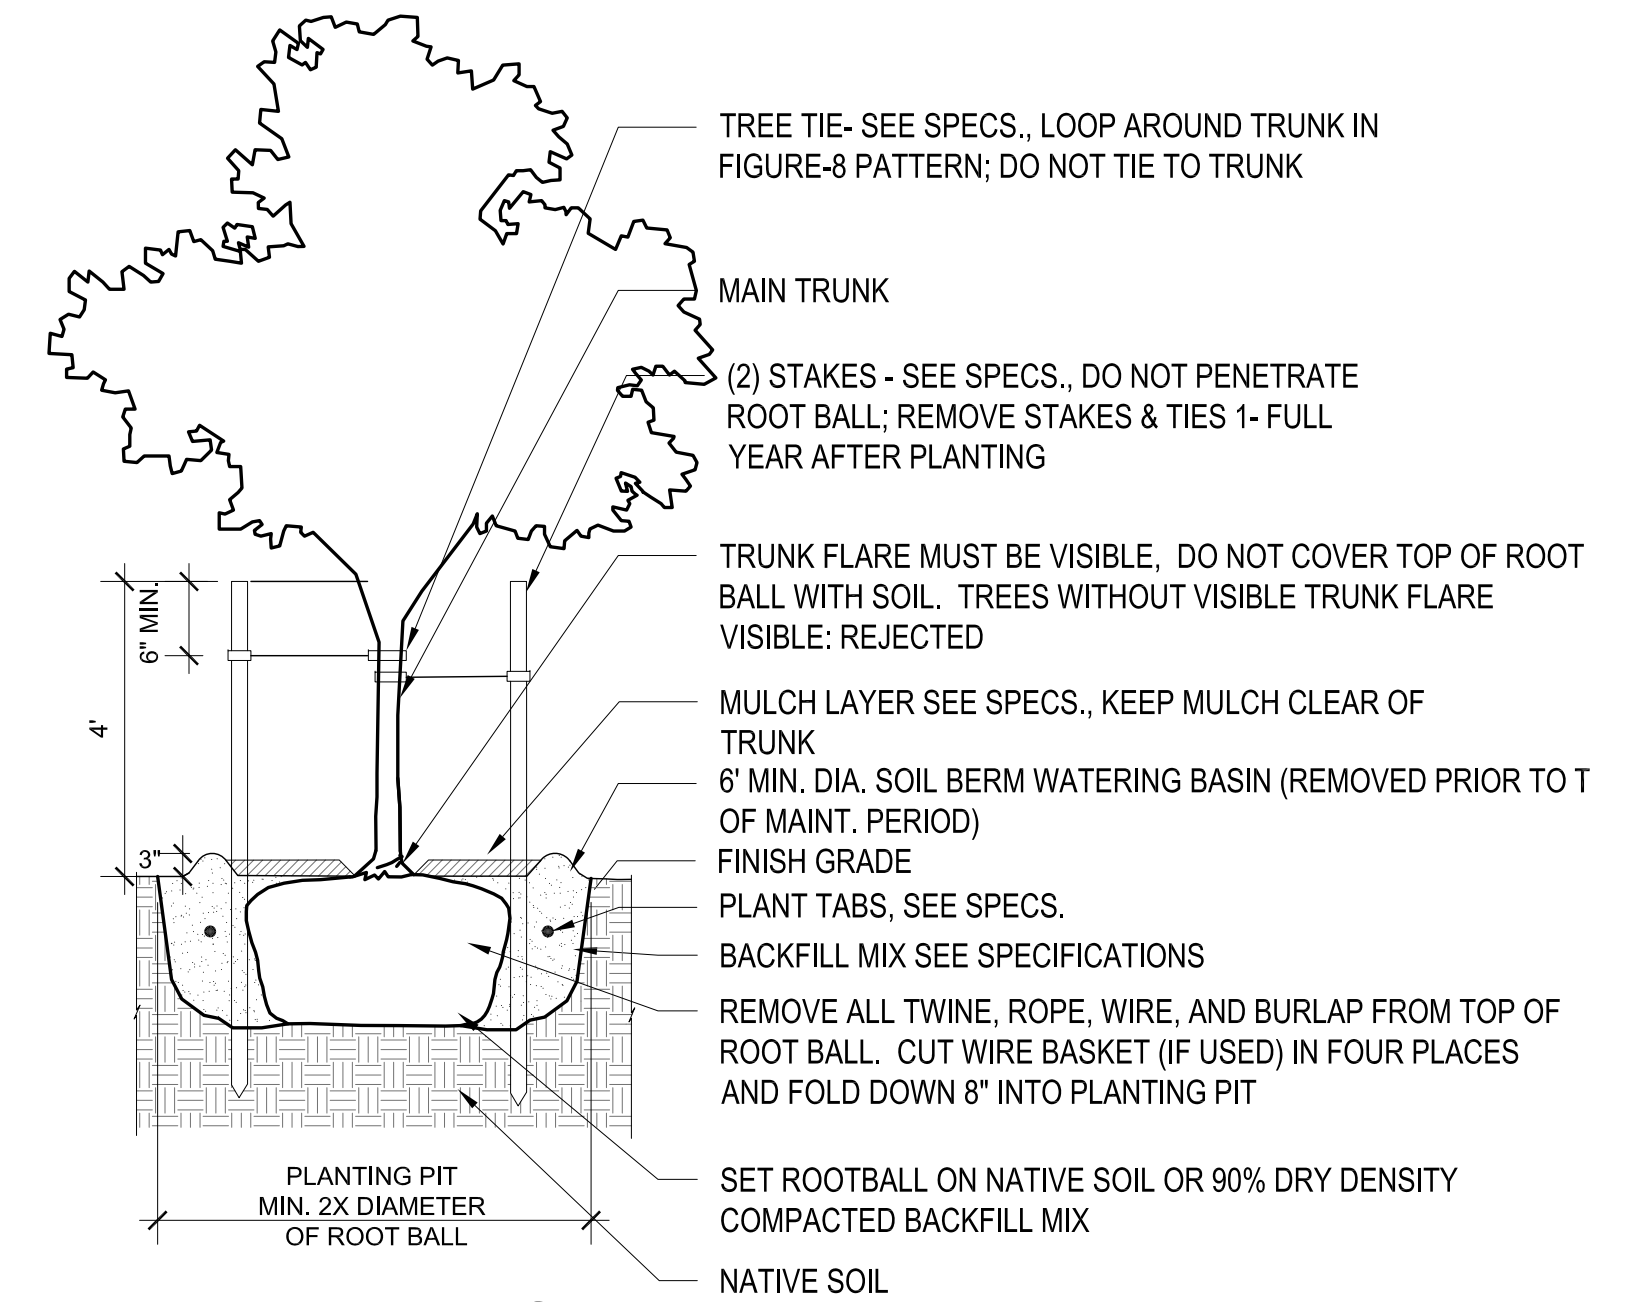 TREE TIE- SEE SPECS., LOOP AROUND TRUNK IN
FIGURE-8 PATTERN; DO NOT TIE TO TRUNK
MAIN TRUNK
(2) STAKES - SEE SPECS., DO NOT PENETRATE
ROOT BALL; REMOVE STAKES & TIES 1- FULL
YEAR AFTER PLANTING
TRUNK FLARE MUST BE VISIBLE, DO NOT COVER TOP OF ROOT
BALL WITH SOIL. TREES WITHOUT VISIBLE TRUNK FLARE
VISIBLE: REJECTED
6" MIN.
4'
3"
MULCH LAYER SEE SPECS., KEEP MULCH CLEAR OF
TRUNK
6' MIN. DIA. SOIL BERM WATERING BASIN (REMOVED PRIOR TO T
OF MAINT. PERIOD)
FINISH GRADE
PLANT TABS, SEE SPECS.
BACKFILL MIX SEE SPECIFICATIONS
REMOVE ALL TWINE, ROPE, WIRE, AND BURLAP FROM TOP OF
ROOT BALL. CUT WIRE BASKET (IF USED) IN FOUR PLACES
AND FOLD DOWN 8" INTO PLANTING PIT
PLANTING PIT
MIN. 2X DIAMETER
OF ROOT BALL
SET ROOTBALL ON NATIVE SOIL OR 90% DRY DENSITY
COMPACTED BACKFILL MIX
NATIVE SOIL